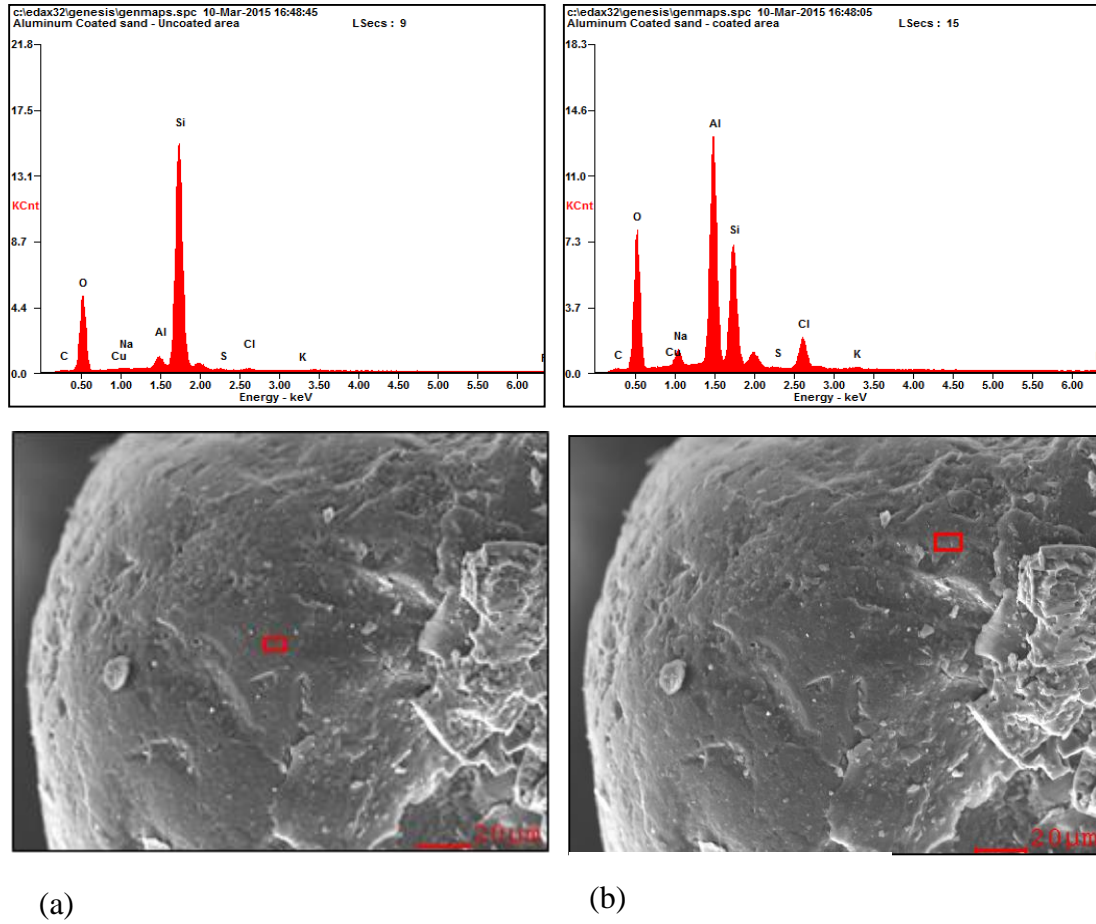 c:\edax32\genesis\genmaps.spc 10-Mar-2015 16:48:45
Aluminum Coated sand - Uncoated area LSecs : 9
21.8
17.5
13.1
KCnt
8.7
4.4
0.0
Si
O
C
Cu
Na
Al
S
Cl
K
0.50 1.00 1.50 2.00 2.50 3.00 3.50 4.00 4.50 5.00 5.50 6.00
Energy - keV
c:\edax32\genesis\genmaps.spc 10-Mar-2015 16:48:05
Aluminum Coated sand - coated area LSecs : 15
18.3
14.6
11.0
KCnt
7.3
3.7
0.0
Al
O
Si
C
Cu
Na
S
Cl
K
0.50 1.00 1.50 2.00 2.50 3.00 3.50 4.00 4.50 5.00 5.50 6.00
Energy - keV
20µm
20µm
(a)
(b)